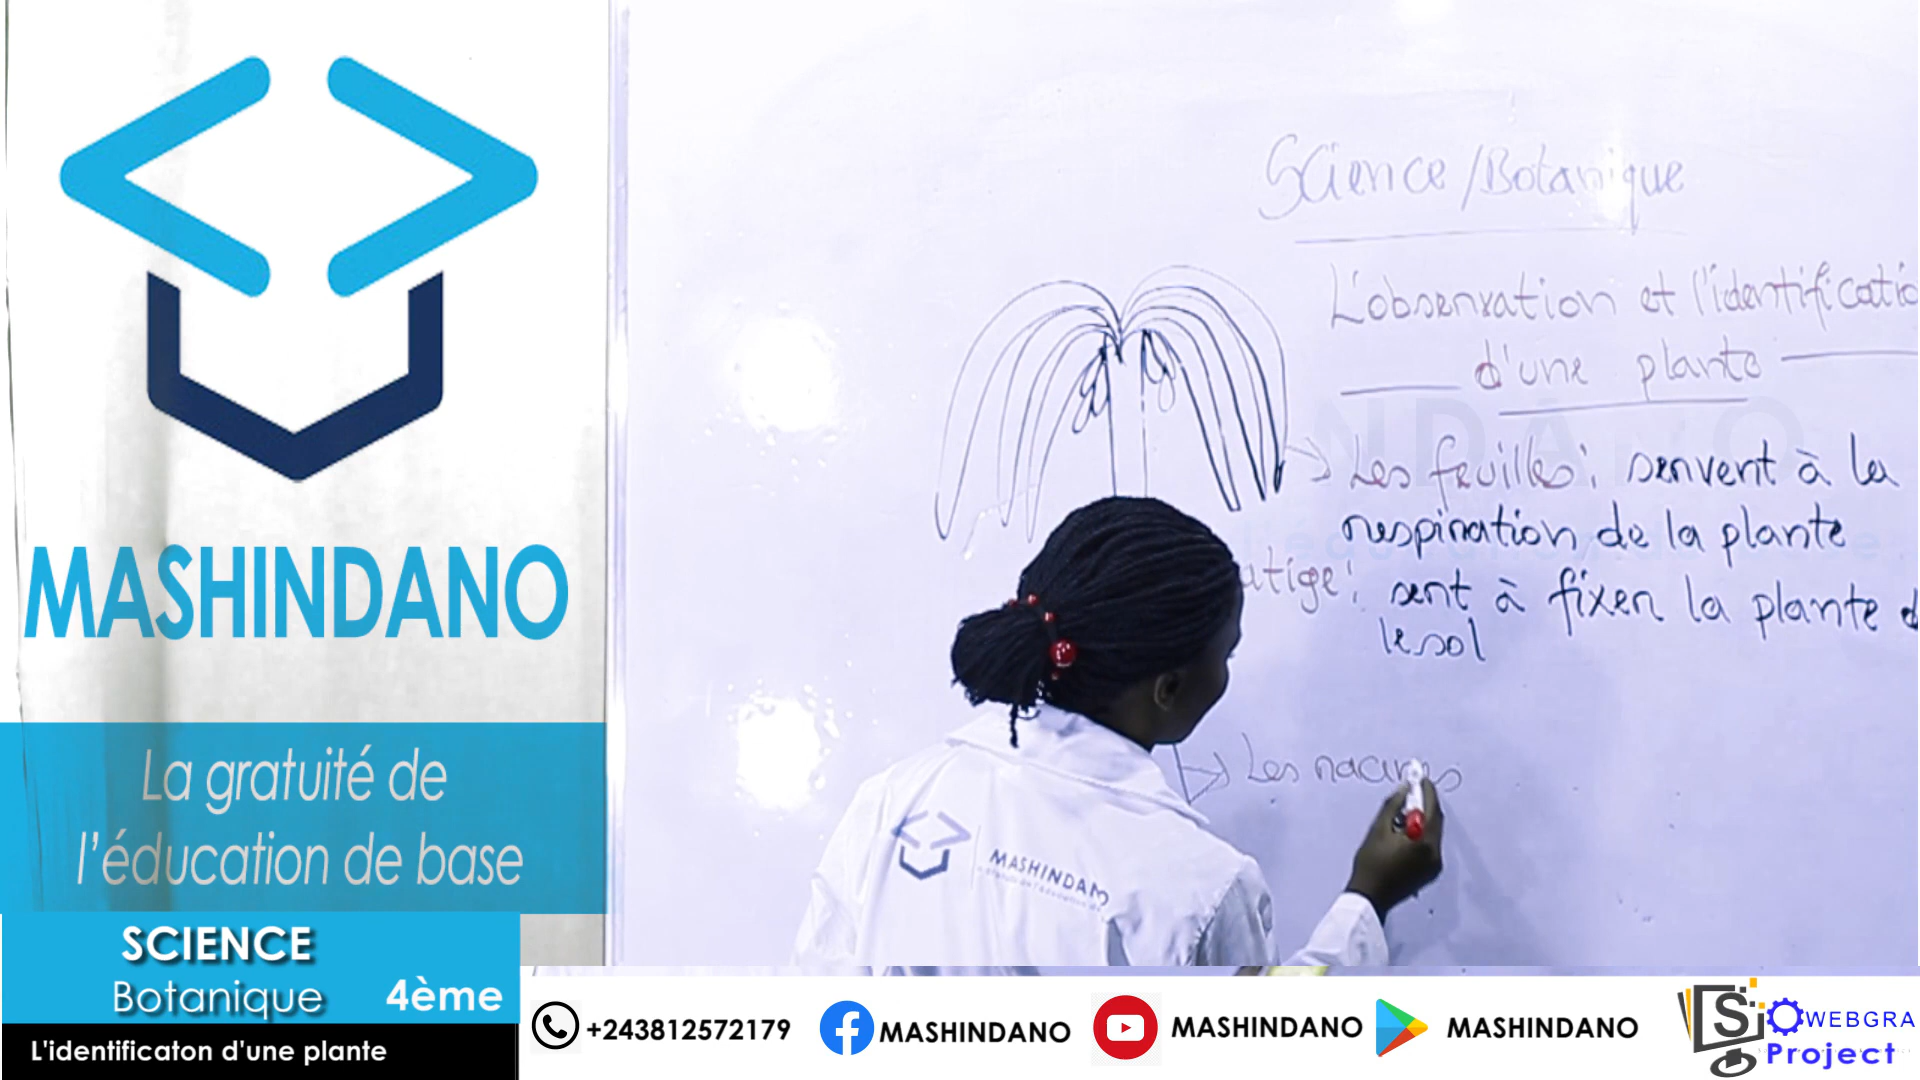 MASHINDANO
La gratuité de
l'éducation de base
SCIENCE
Botanique
4ème
L'identificaton d'une plante
Science/Botanique
L'observation et l'identificatio
d'une plante
Les feuilles: servent à la
respiration de la plante
tige: sert à fixer la plante d
le sol
Les racines
MASHINDANO
+243812572179
MASHINDANO
MASHINDANO
MASHINDANO
WEBGRA
Project